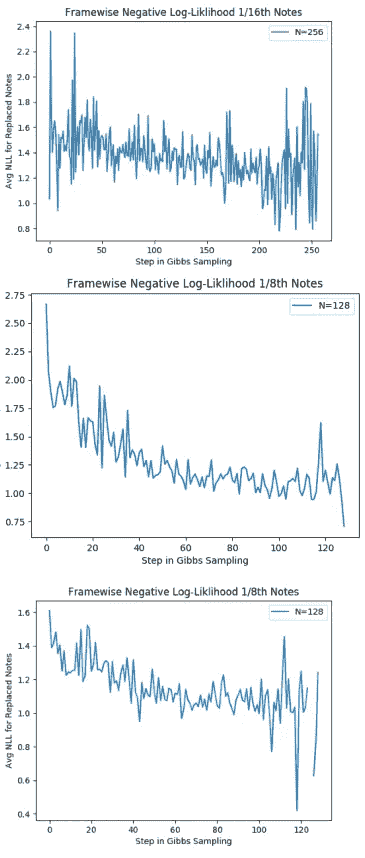 Framewise Negative Log-Liklihood 1/16th Notes
N=256
Avg NLL for Replaced Notes
2.4
2.2
2.0
1.8
1.6
1.4
1.2
1.0
0.8
0 50 100 150 200 250
Step in Gibbs Sampling
Framewise Negative Log-Liklihood 1/8th Notes
N=128
2.75
2.50
2.25
2.00
1.75
1.50
1.25
1.00
0.75
0 20 40 60 80 100 120
Step in Gibbs Sampling
Framewise Negative Log-Liklihood 1/8th Notes
N=128
Avg NLL for Replaced Notes
1.6
1.4
1.2
1.0
0.8
0.6
0.4
0 20 40 60 80 100 120
Step in Gibbs Sampling